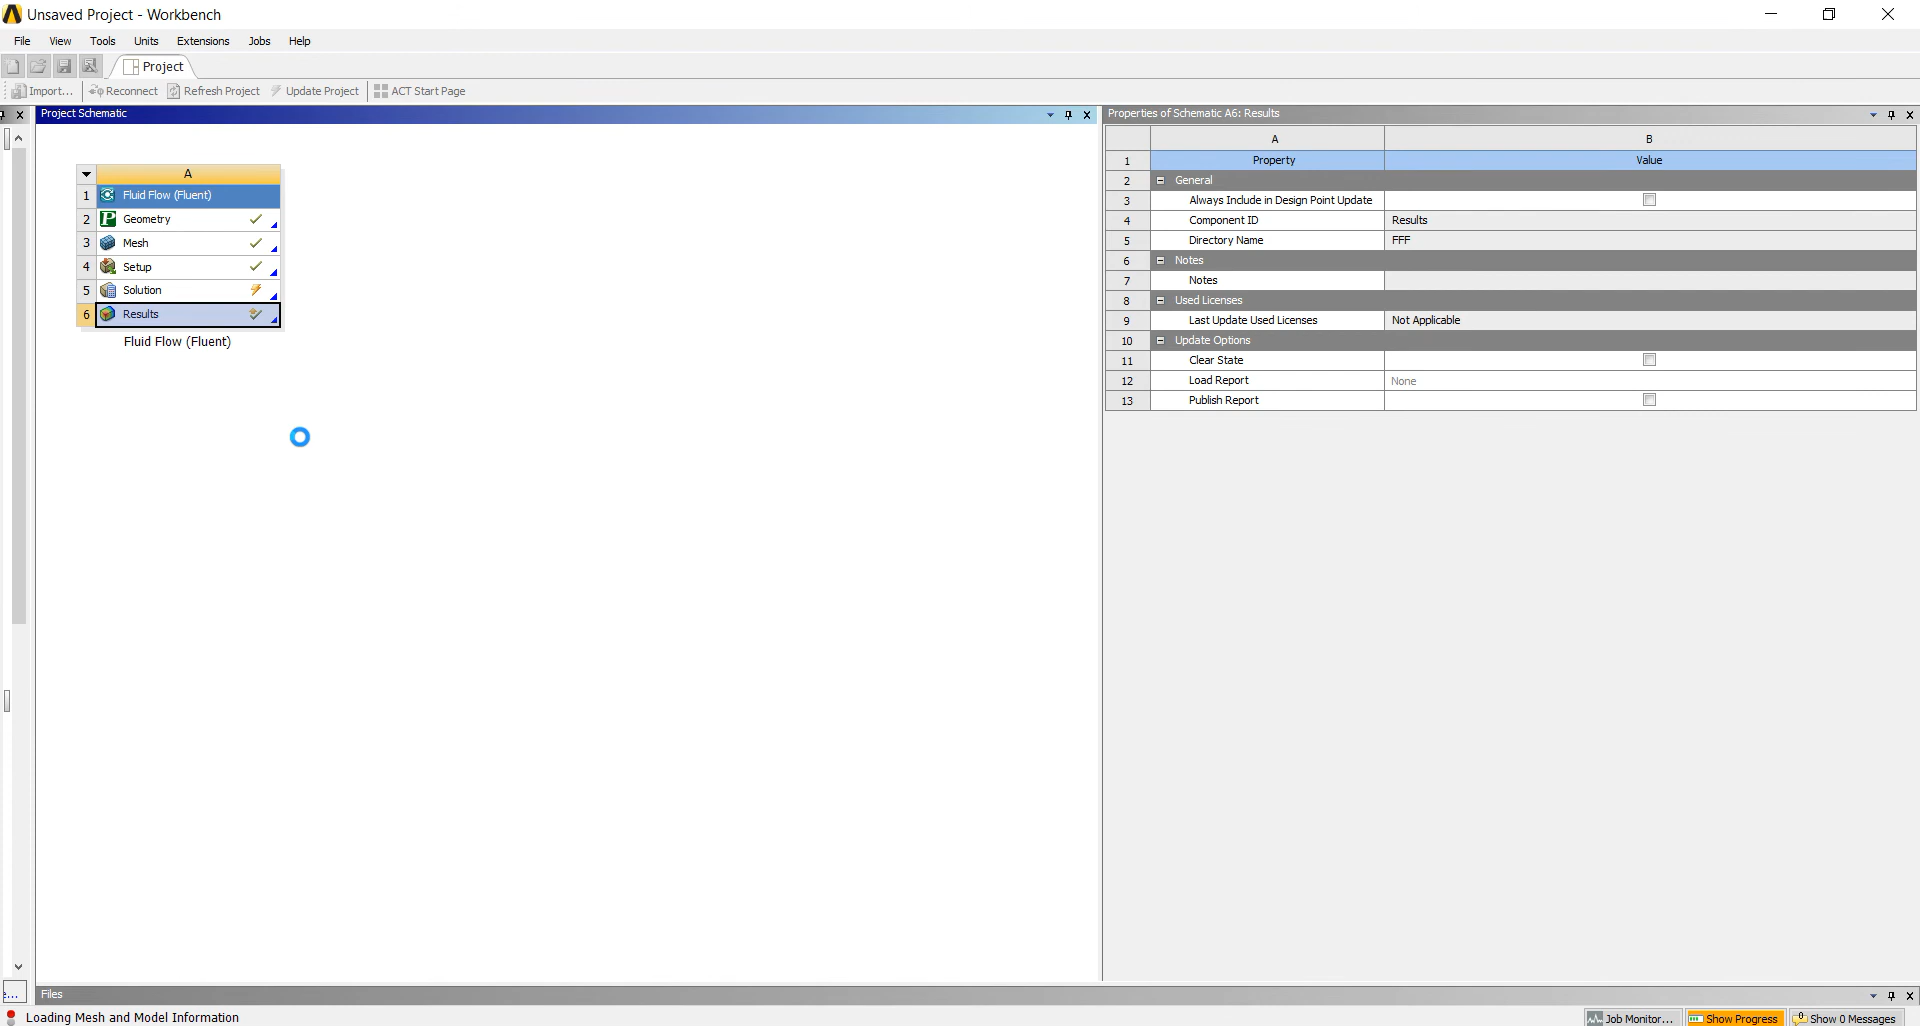 Unsaved Project - Workbench
File View Tools Units Extensions Jobs Help
Project
Import... Reconnect Refresh Project Update Project ACT Start Page
Project Schematic
A
1 Fluid Flow (Fluent)
2 Geometry
3 Mesh
4 Setup
5 Solution
6 Results
Fluid Flow (Fluent)
Properties of Schematic A6: Results
A B
1 Property Value
2 General
3 Always Include in Design Point Update
4 Component ID Results
5 Directory Name FFF
6 Notes
7 Notes
8 Used Licenses
9 Last Update Used Licenses Not Applicable
10 Update Options
11 Clear State
12 Load Report None
13 Publish Report
e...
Files
Loading Mesh and Model Information
Job Monitor... Show Progress Show 0 Messages